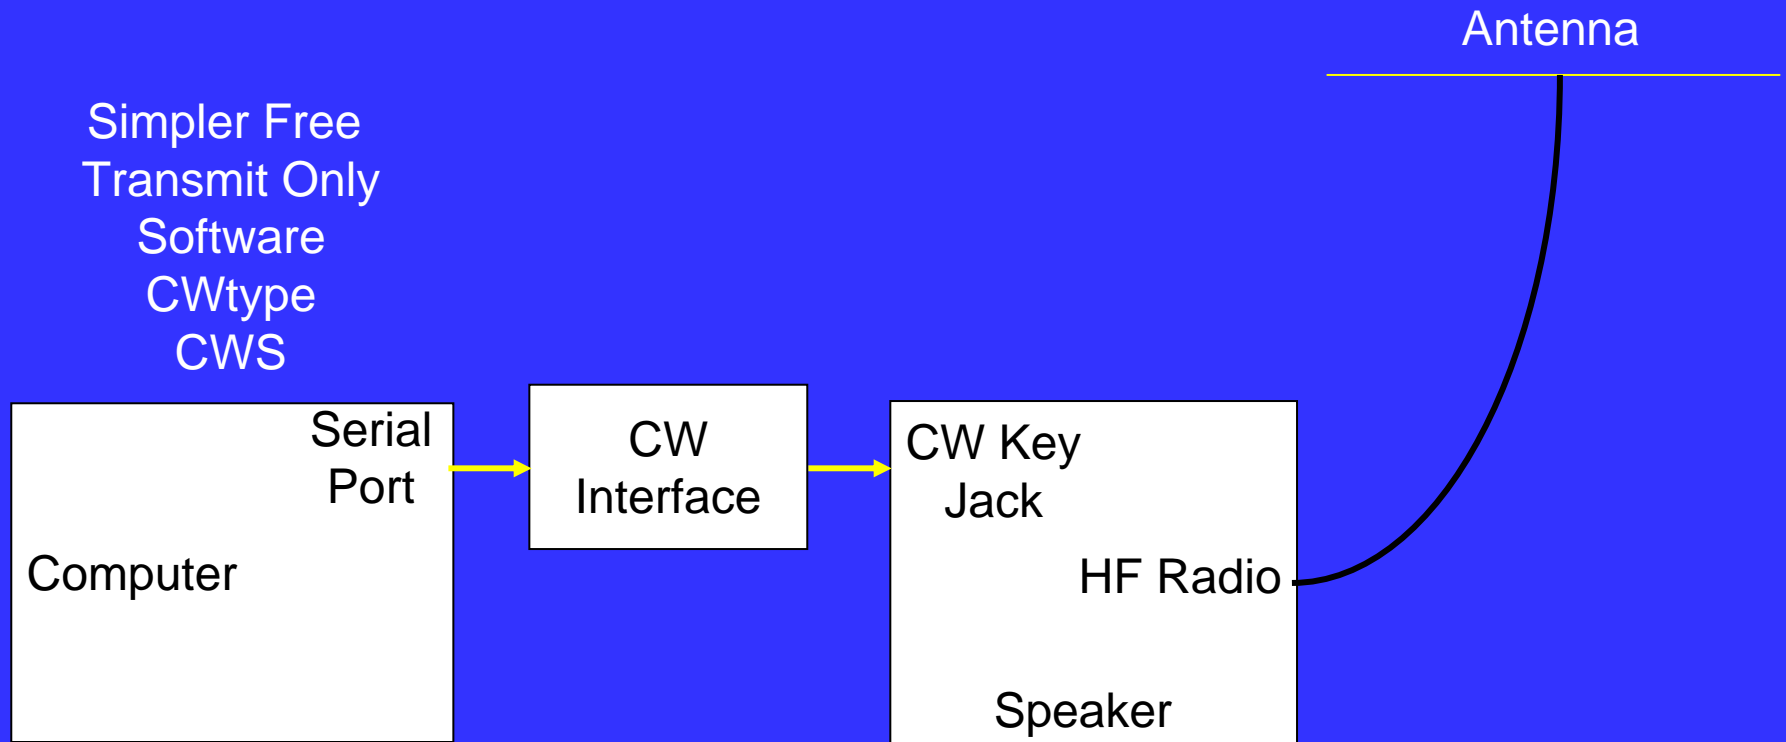 Antenna
Simpler Free
Transmit Only
Software
CWtype
CWS
Serial
Port
Computer
CW
Interface
CW Key
Jack
HF Radio
Speaker